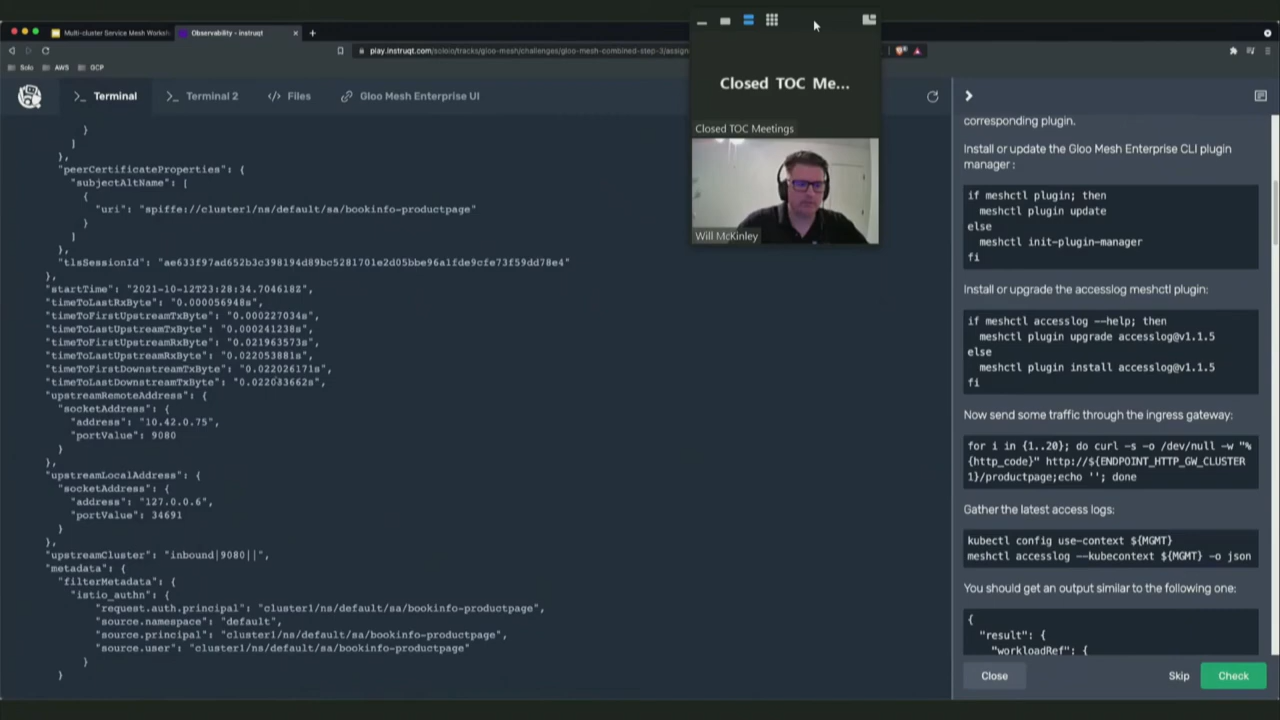 Multi-cluster Service Mesh Works
Observability - instruqt
play.instruqt.com/soloio/tracks/gloo-mesh/challenges/gloo-mesh-combined-step-3/assign
Solo
AWS
GCP
Closed TOC Me...
Closed TOC Meetings
Will McKinley
>_ Terminal
>_ Terminal 2
</> Files
Gloo Mesh Enterprise UI
}
]
},
"peerCertificateProperties": {
"subjectAltName": [
{
"uri": "spiffe://cluster1/ns/default/sa/bookinfo-productpage"
}
]
},
"tlsSessionId": "ae633f97ad652b3c398194d89bc5281701e2d05bbe96a1fde9cfe73f59dd78e4"
},
"startTime": "2021-10-12T23:28:34.704618Z",
"timeToLastRxByte": "0.000056948s",
"timeToFirstUpstreamTxByte": "0.000227034s",
"timeToLastUpstreamTxByte": "0.000241238s",
"timeToFirstUpstreamRxByte": "0.021963573s",
"timeToLastUpstreamRxByte": "0.022053881s",
"timeToFirstDownstreamTxByte": "0.022026171s",
"timeToLastDownstreamTxByte": "0.022033662s",
"upstreamRemoteAddress": {
"socketAddress": {
"address": "10.42.0.75",
"portValue": 9080
}
},
"upstreamLocalAddress": {
"socketAddress": {
"address": "127.0.0.6",
"portValue": 34691
}
},
"upstreamCluster": "inbound|9080||",
"metadata": {
"filterMetadata": {
"istio_authn": {
"request.auth.principal": "cluster1/ns/default/sa/bookinfo-productpage",
"source.namespace": "default",
"source.principal": "cluster1/ns/default/sa/bookinfo-productpage",
"source.user": "cluster1/ns/default/sa/bookinfo-productpage"
}
}
corresponding plugin.
Install or update the Gloo Mesh Enterprise CLI plugin
manager :
if meshctl plugin; then
meshctl plugin update
else
meshctl init-plugin-manager
fi
Install or upgrade the accesslog meshctl plugin:
if meshctl accesslog --help; then
meshctl plugin upgrade accesslog@v1.1.5
else
meshctl plugin install accesslog@v1.1.5
fi
Now send some traffic through the ingress gateway:
for i in {1..20}; do curl -s -o /dev/null -w "%
{http_code}" http://${ENDPOINT_HTTP_GW_CLUSTER
1}/productpage;echo ''; done
Gather the latest access logs:
kubectl config use-context ${MGMT}
meshctl accesslog --kubecontext ${MGMT} -o json
You should get an output similar to the following one:
{
"result": {
"workloadRef": {
Close
Skip
Check